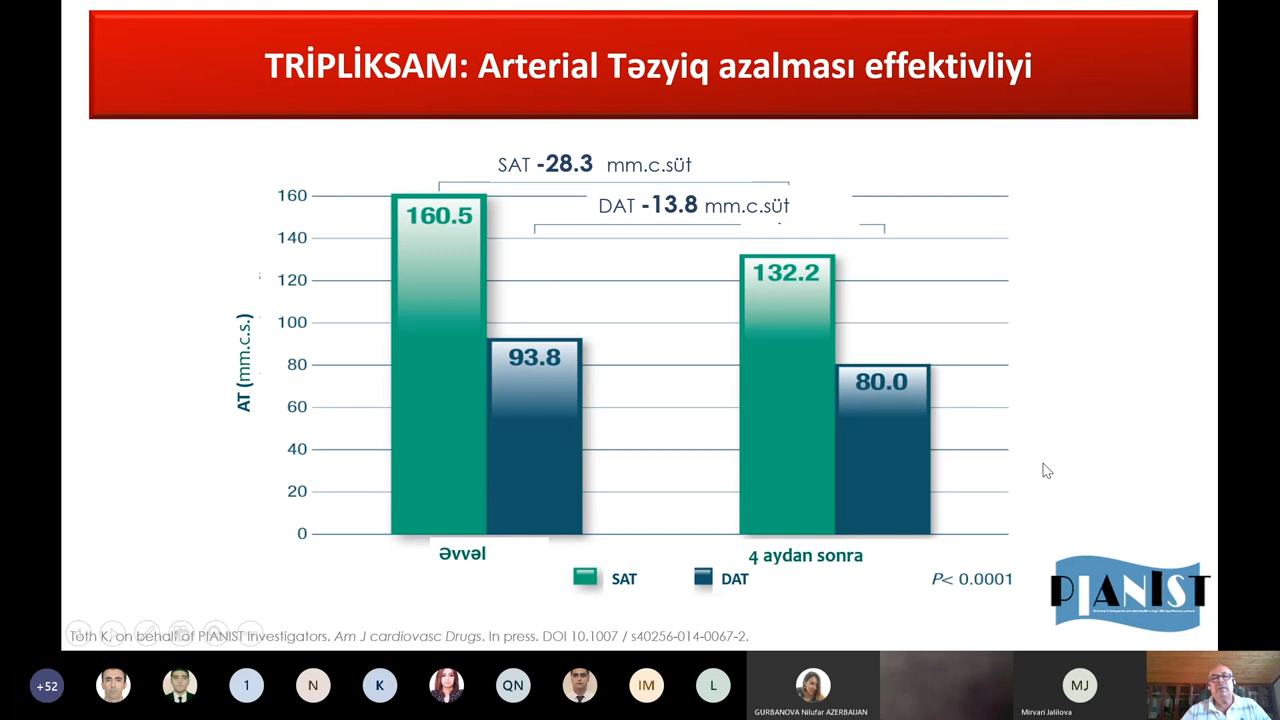 TRİPLİKSAM: Arterial Təzyiq azalması effektivliyi
SAT -28.3 mm.c.süt
DAT -13.8 mm.c.süt
160
140
120
100
80
60
40
20
0
AT (mm.c.s.)
160.5
93.8
132.2
80.0
Əvvəl
4 aydan sonra
SAT
DAT
P< 0.0001
PIANIST
Toth K, on behalf of PIANIST Investigators. Am J cardiovasc Drugs. In press. DOI 10.1007 / s40256-014-0067-2.
+52
1
N
K
QN
IM
L
GURBANOVA Nilufar AZERBAIJAN
MJ
Mirvari Jalilova